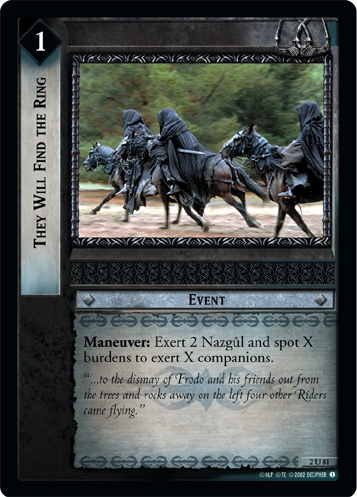 1
THEY WILL FIND THE RING
EVENT
Maneuver: Exert 2 Nazgûl and spot X
burdens to exert X companions.
“...to the dismay of Frodo and his friends out from
the trees and rocks away on the left four other Riders
came flying.”
2 U 81
©NLP ©TE ©2002 DECIPHER